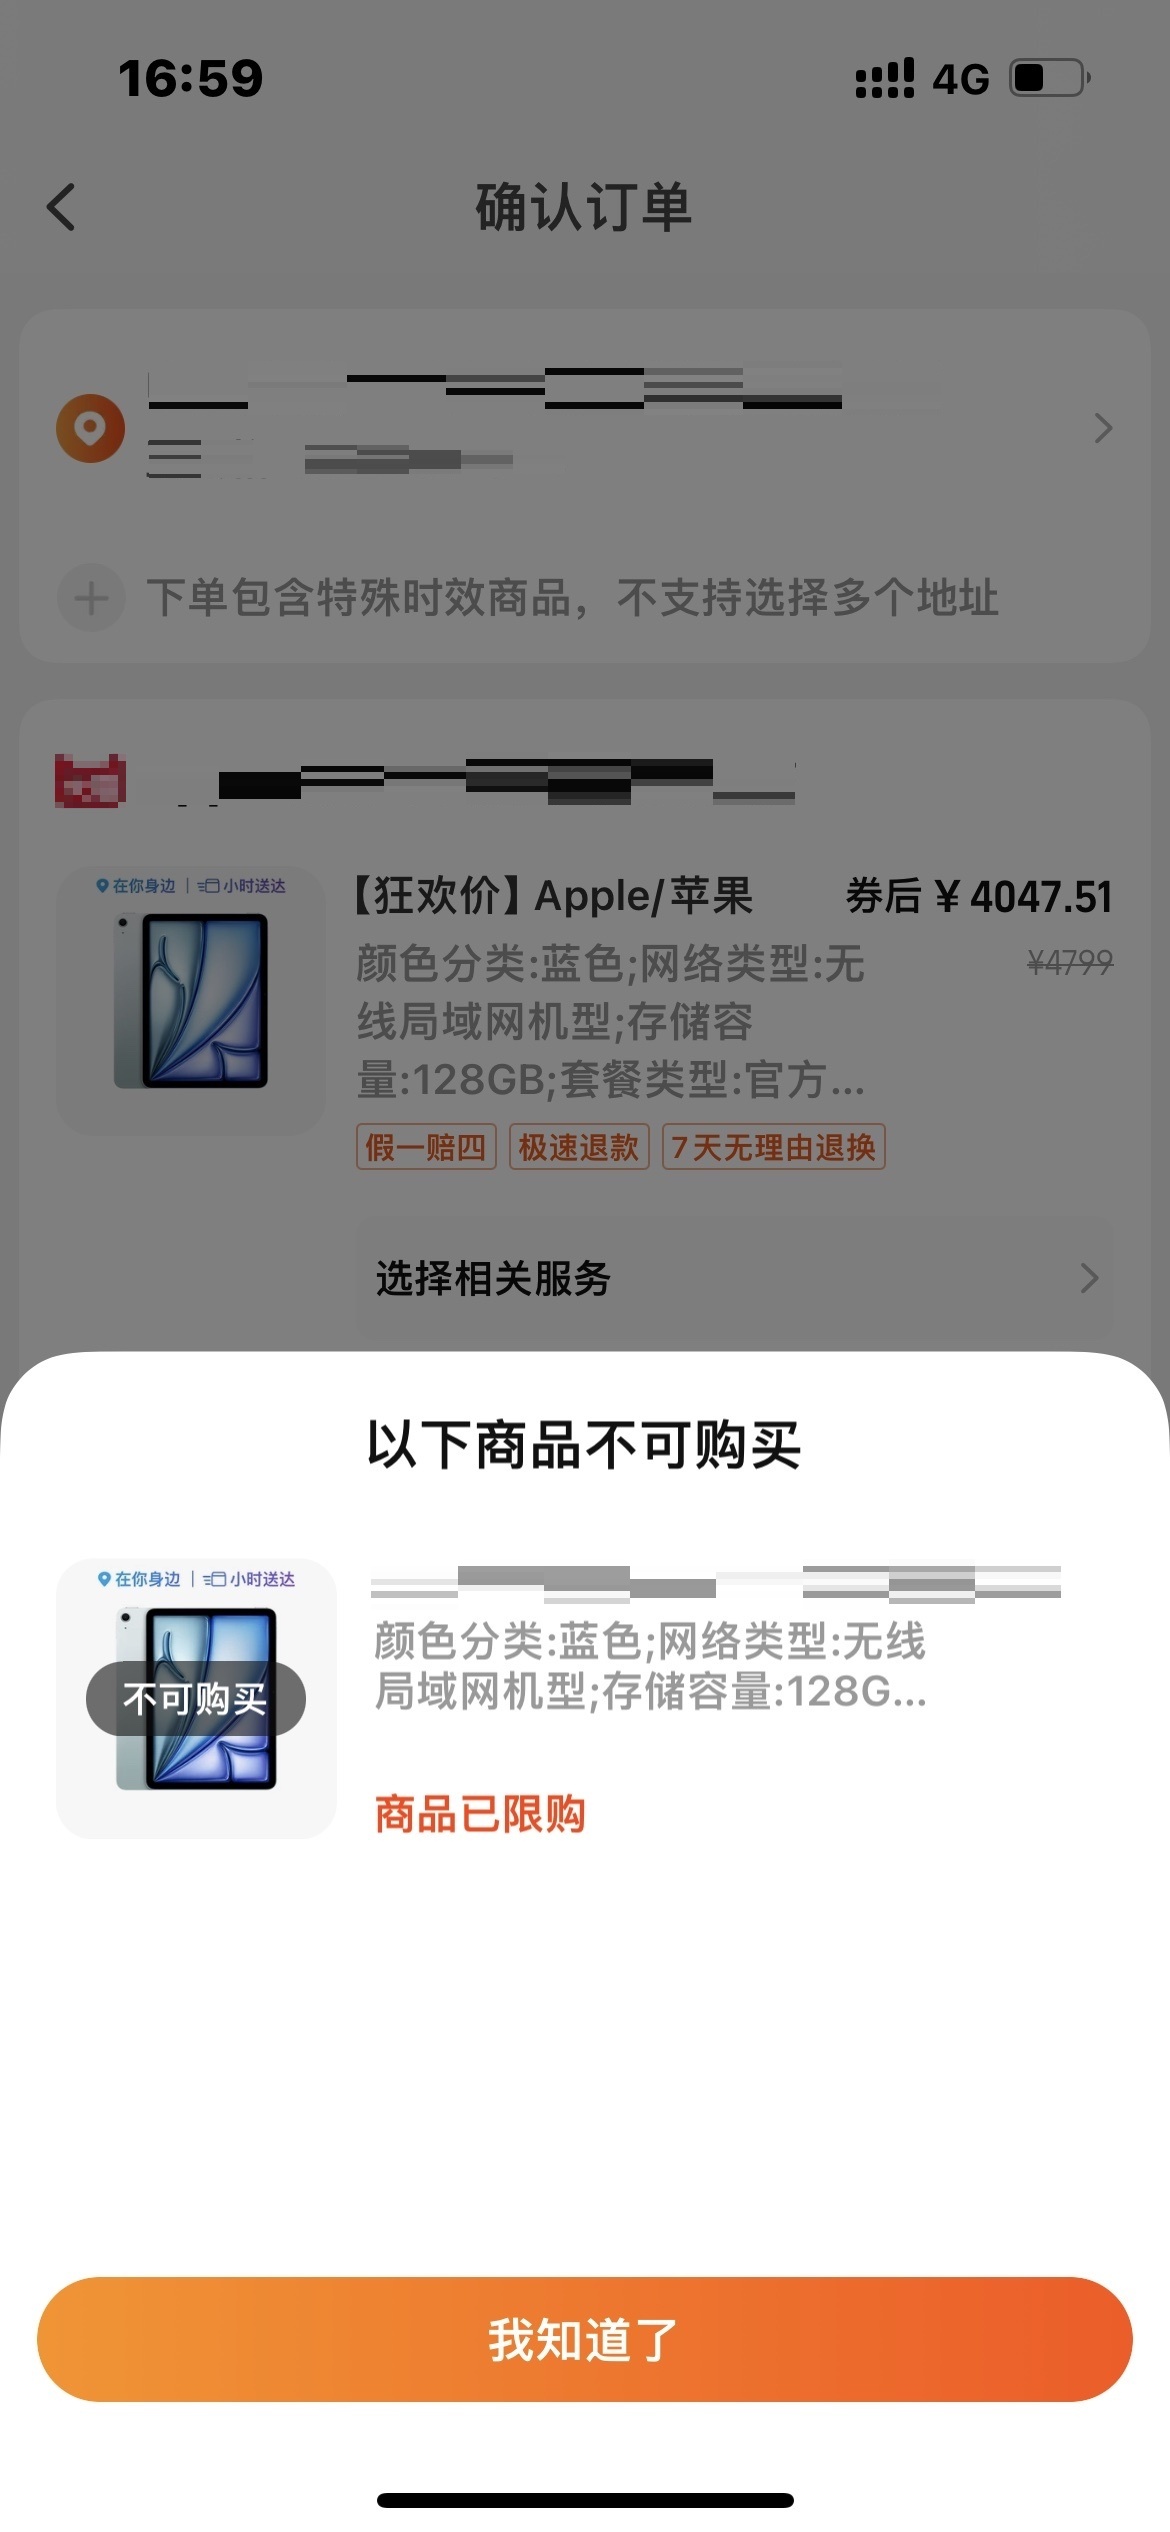 16:59
4G
确认订单
下单包含特殊时效商品，不支持选择多个地址
在你身边 | 小时送达
【狂欢价】Apple/苹果
券后 ¥ 4047.51
颜色分类:蓝色;网络类型:无
¥4799
线局域网机型;存储容
量:128GB;套餐类型:官方...
假一赔四 极速退款 7天无理由退换
选择相关服务
以下商品不可购买
在你身边 | 小时送达
不可购买
颜色分类:蓝色;网络类型:无线
局域网机型;存储容量:128G...
商品已限购
我知道了